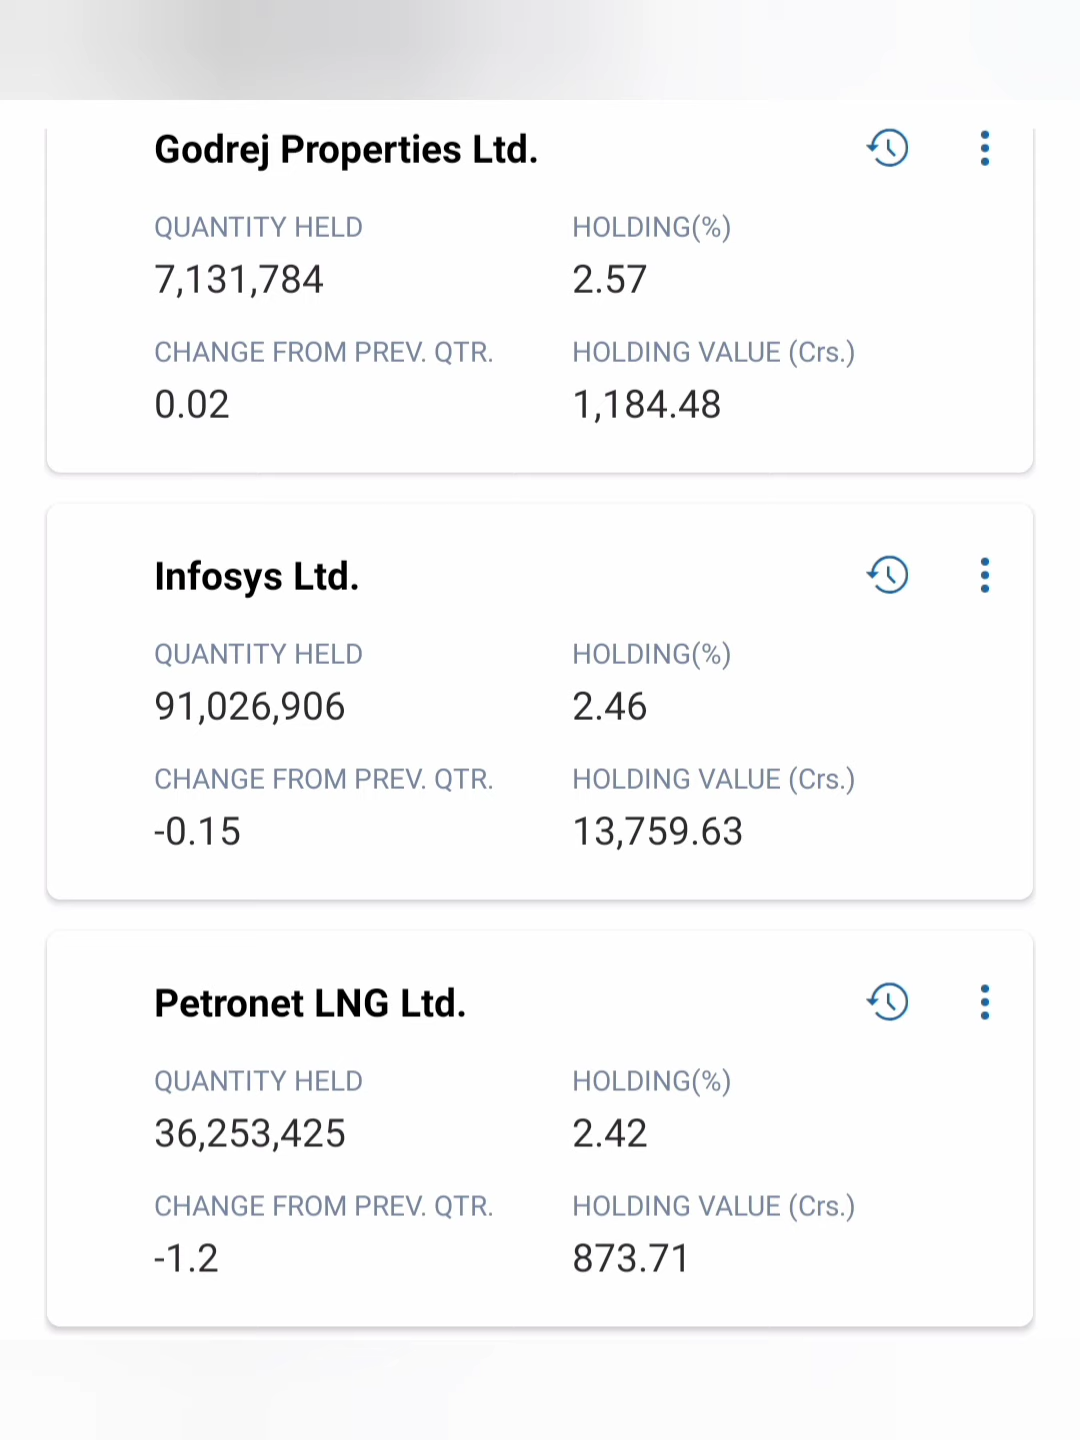 Godrej Properties Ltd.
QUANTITY HELD HOLDING(%)
7,131,784 2.57
CHANGE FROM PREV. QTR. HOLDING VALUE (Crs.)
0.02 1,184.48
Infosys Ltd.
QUANTITY HELD HOLDING(%)
91,026,906 2.46
CHANGE FROM PREV. QTR. HOLDING VALUE (Crs.)
-0.15 13,759.63
Petronet LNG Ltd.
QUANTITY HELD HOLDING(%)
36,253,425 2.42
CHANGE FROM PREV. QTR. HOLDING VALUE (Crs.)
-1.2 873.71